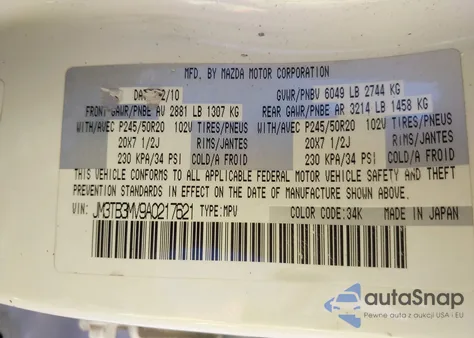 MFD. BY MAZDA MOTOR CORPORATION
DAT 2/10 GVWR/PNBV 6049 LB 2744 KG
FRONT GAWR/PNBE AV 2881 LB 1307 KG REAR GAWR/PNBE AR 3214 LB 1458 KG
WITH/AVEC P245/50R20 102V TIRES/PNEUS WITH/AVEC P245/50R20 102V TIRES/PNEUS
20X7 1/2J RIMS/JANTES 20X7 1/2J RIMS/JANTES
230 KPA/34 PSI COLD/A FROID 230 KPA/34 PSI COLD/A FROID
THIS VEHICLE CONFORMS TO ALL APPLICABLE FEDERAL MOTOR VEHICLE SAFETY AND THEFT
PREVENTION STANDARDS IN EFFECT ON THE DATE OF MANUFACTURE SHOWN ABOVE.
VIN: JM3TB3MV9A0217621 TYPE:MPV COLOR CODE:34K MADE IN JAPAN
autoSnap
Pewne auta z aukcji USA i EU